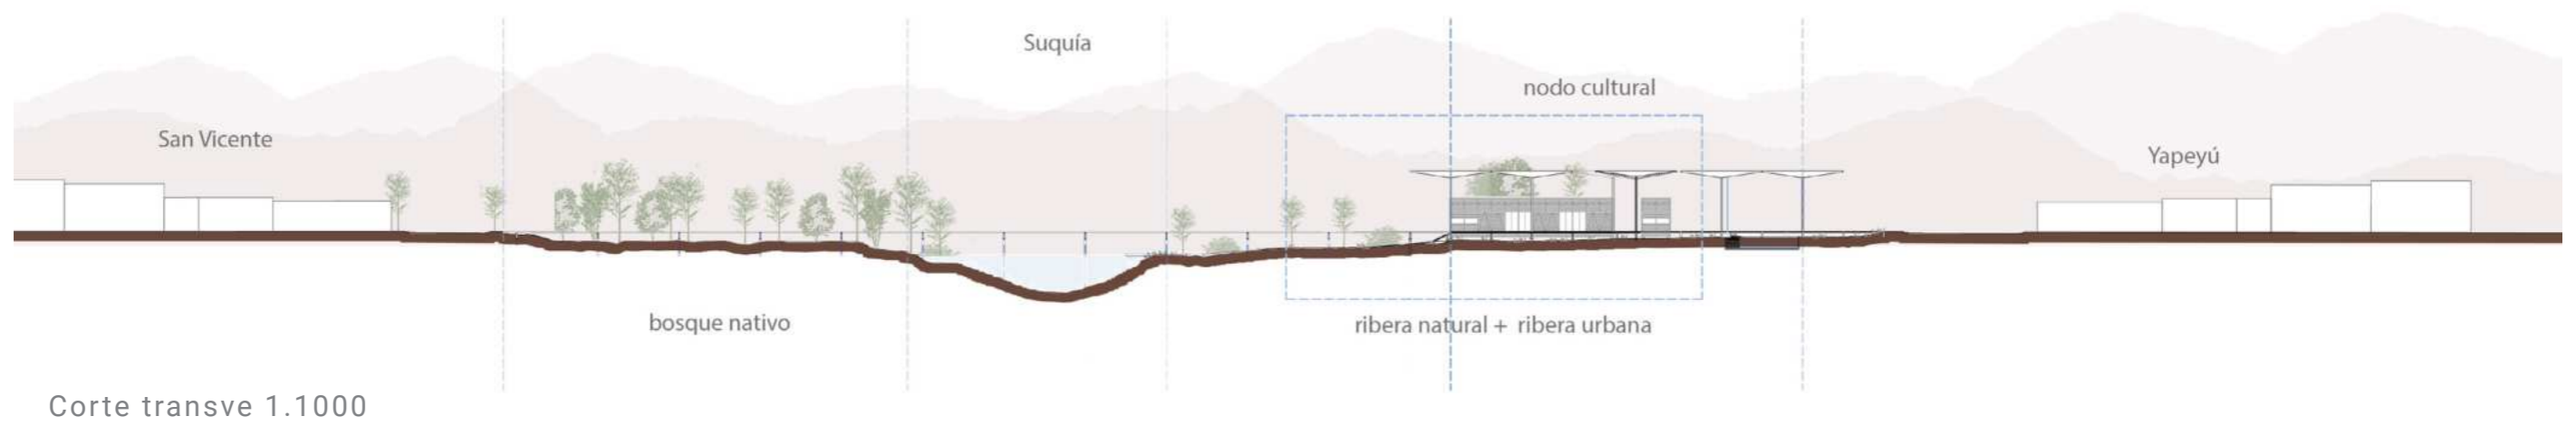 Suquía
nodo cultural
San Vicente
Yapeyú
bosque nativo
ribera natural + ribera urbana
Corte transve 1.1000